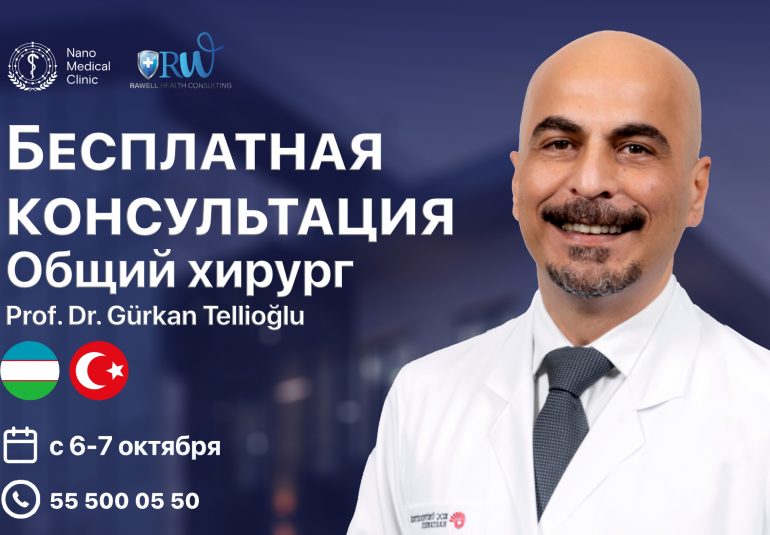 Nano
Medical
Clinic
RW
RAWELL HEALTH CONSULTING
БЕСПЛАТНАЯ
КОНСУЛЬТАЦИЯ
Общий хирург
Prof. Dr. Gürkan Tellioğlu
с 6-7 октября
55 500 05 50